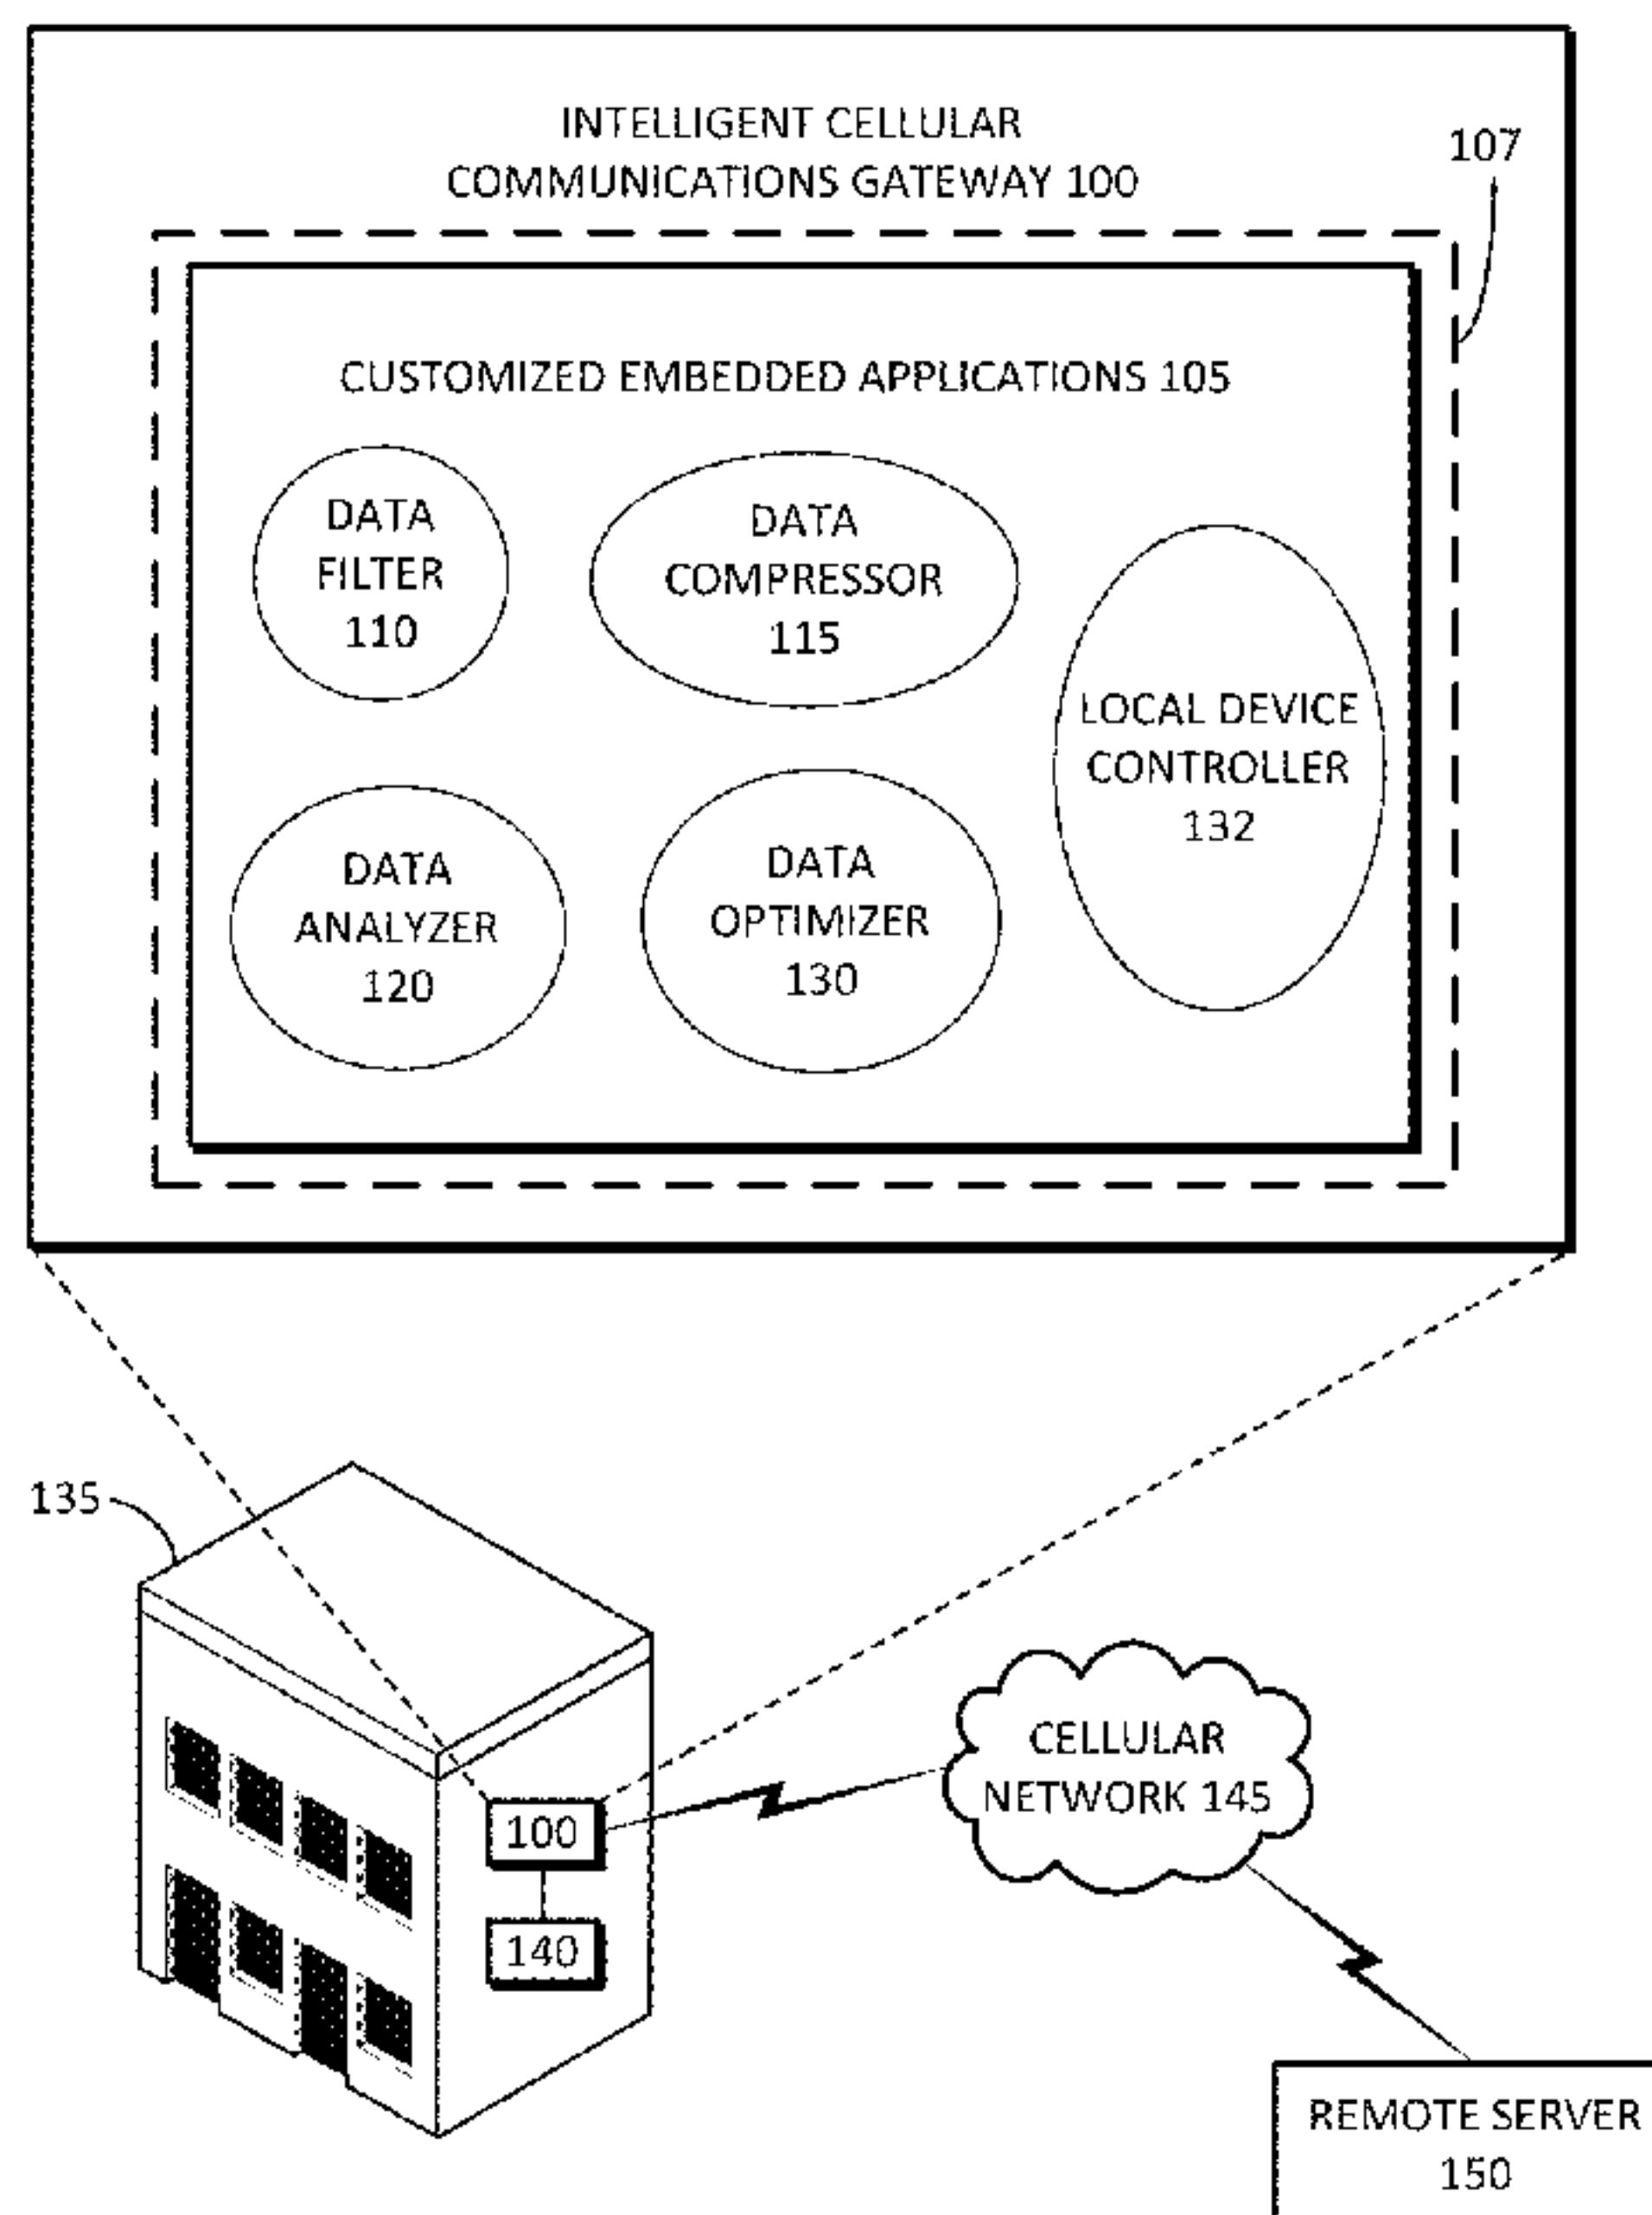 INTELLIGENT CELLULAR
COMMUNICATIONS GATEWAY 100
107
CUSTOMIZED EMBEDDED APPLICATIONS 105
DATA
FILTER
110
DATA
COMPRESSOR
115
LOCAL DEVICE
CONTROLLER
132
DATA
ANALYZER
120
DATA
OPTIMIZER
130
135
CELLULAR
NETWORK 145
100
140
REMOTE SERVER
150